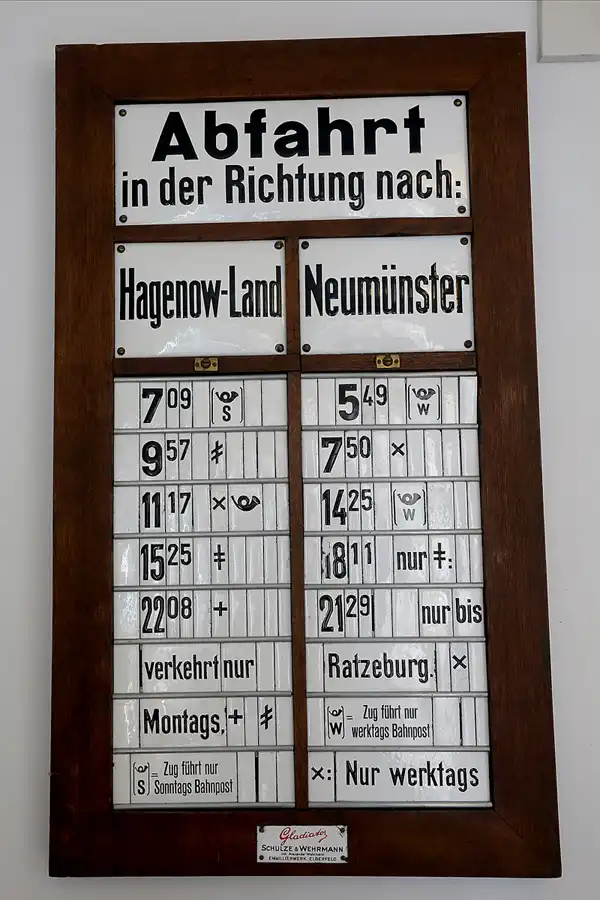 Abfahrt
in der Richtung nach:
Hagenow-Land
7 09 S
9 57 ҂
11 17 ×
15 25 ‡
22 08 +
verkehrt nur
Montags, + ҂
S = Zug führt nur
Sonntags Bahnpost
Neumünster
5 49 W
7 50 ×
14 25 W
18 11 nur ‡:
21 29 nur bis
Ratzeburg. ×
W = Zug führt nur
werktags Bahnpost
×: Nur werktags
Gladiator
SCHULZE & WEHRMANN
EMAILLIERWERK, ELBERFELD